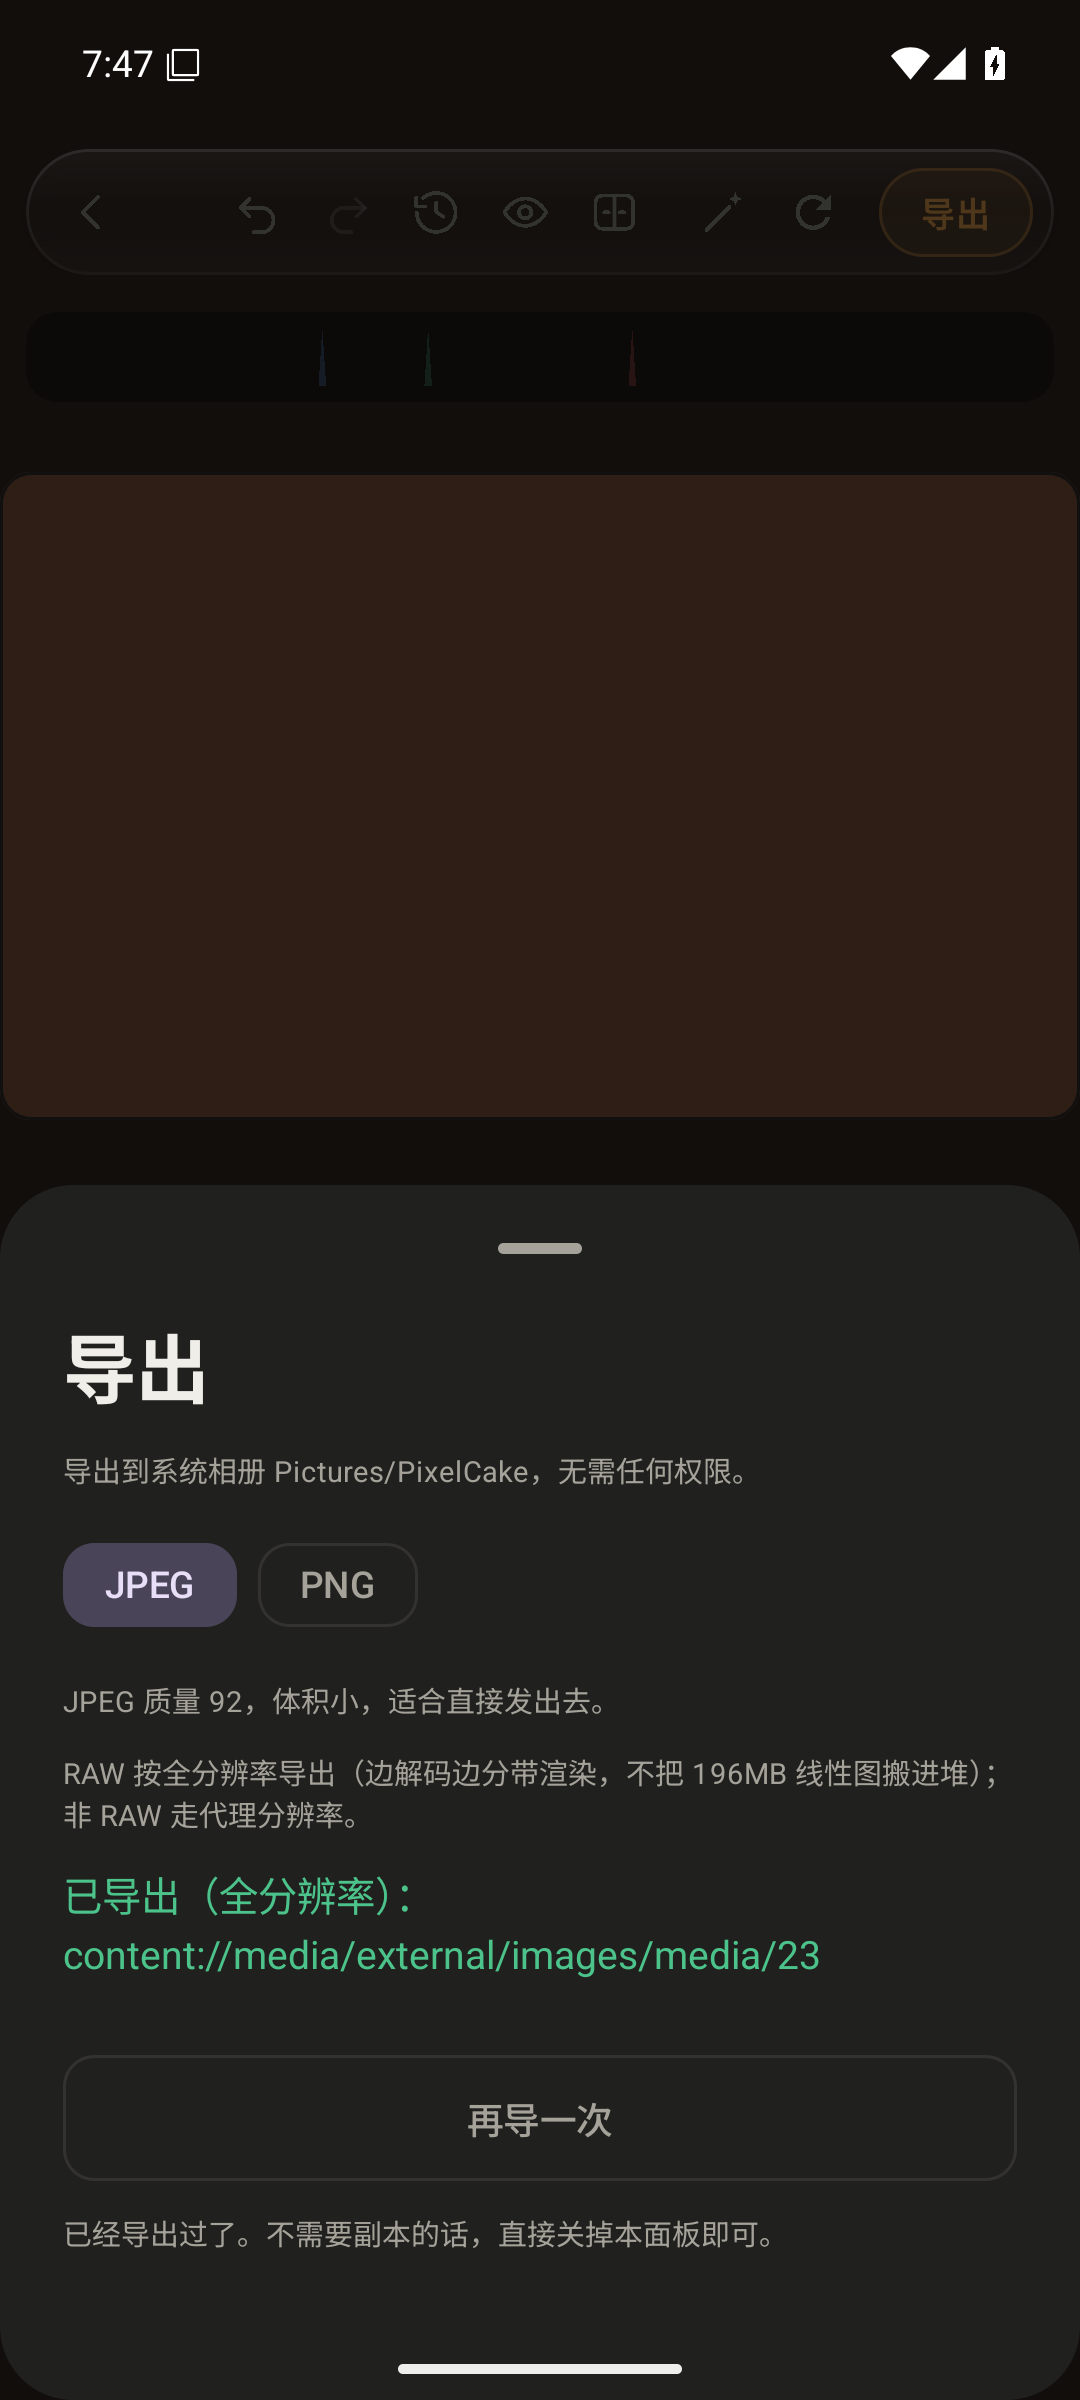 7:47
导出
导出
导出到系统相册 Pictures/PixelCake，无需任何权限。
JPEG
PNG
JPEG 质量 92，体积小，适合直接发出去。
RAW 按全分辨率导出（边解码边分带渲染，不把 196MB 线性图搬进堆）；
非 RAW 走代理分辨率。
已导出（全分辨率）：
content://media/external/images/media/23
再导一次
已经导出过了。不需要副本的话，直接关掉本面板即可。